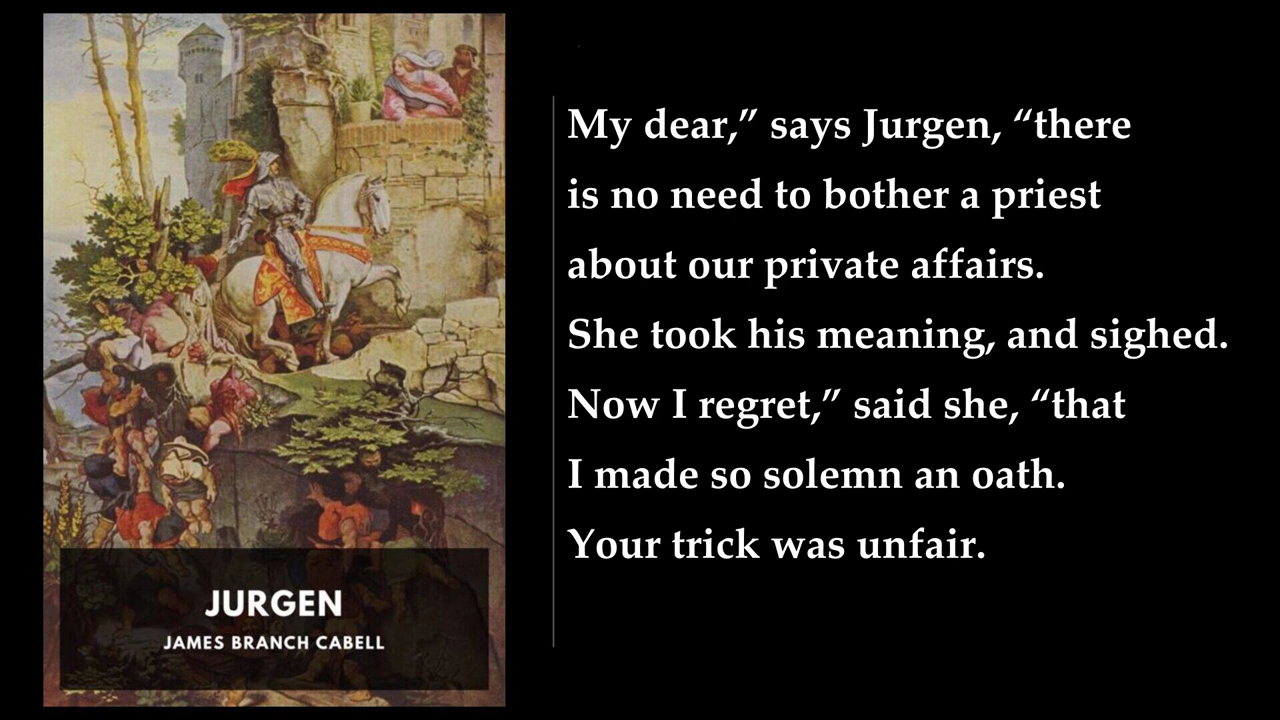 JURGEN
JAMES BRANCH CABELL
My dear,” says Jurgen, “there
is no need to bother a priest
about our private affairs.
She took his meaning, and sighed.
Now I regret,” said she, “that
I made so solemn an oath.
Your trick was unfair.